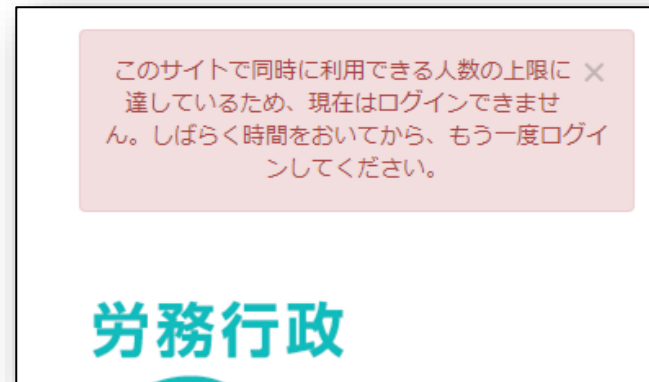 このサイトで同時に利用できる人数の上限に ×
達しているため、現在はログインできませ
ん。しばらく時間をおいてから、もう一度ログイ
ンしてください。
労務行政